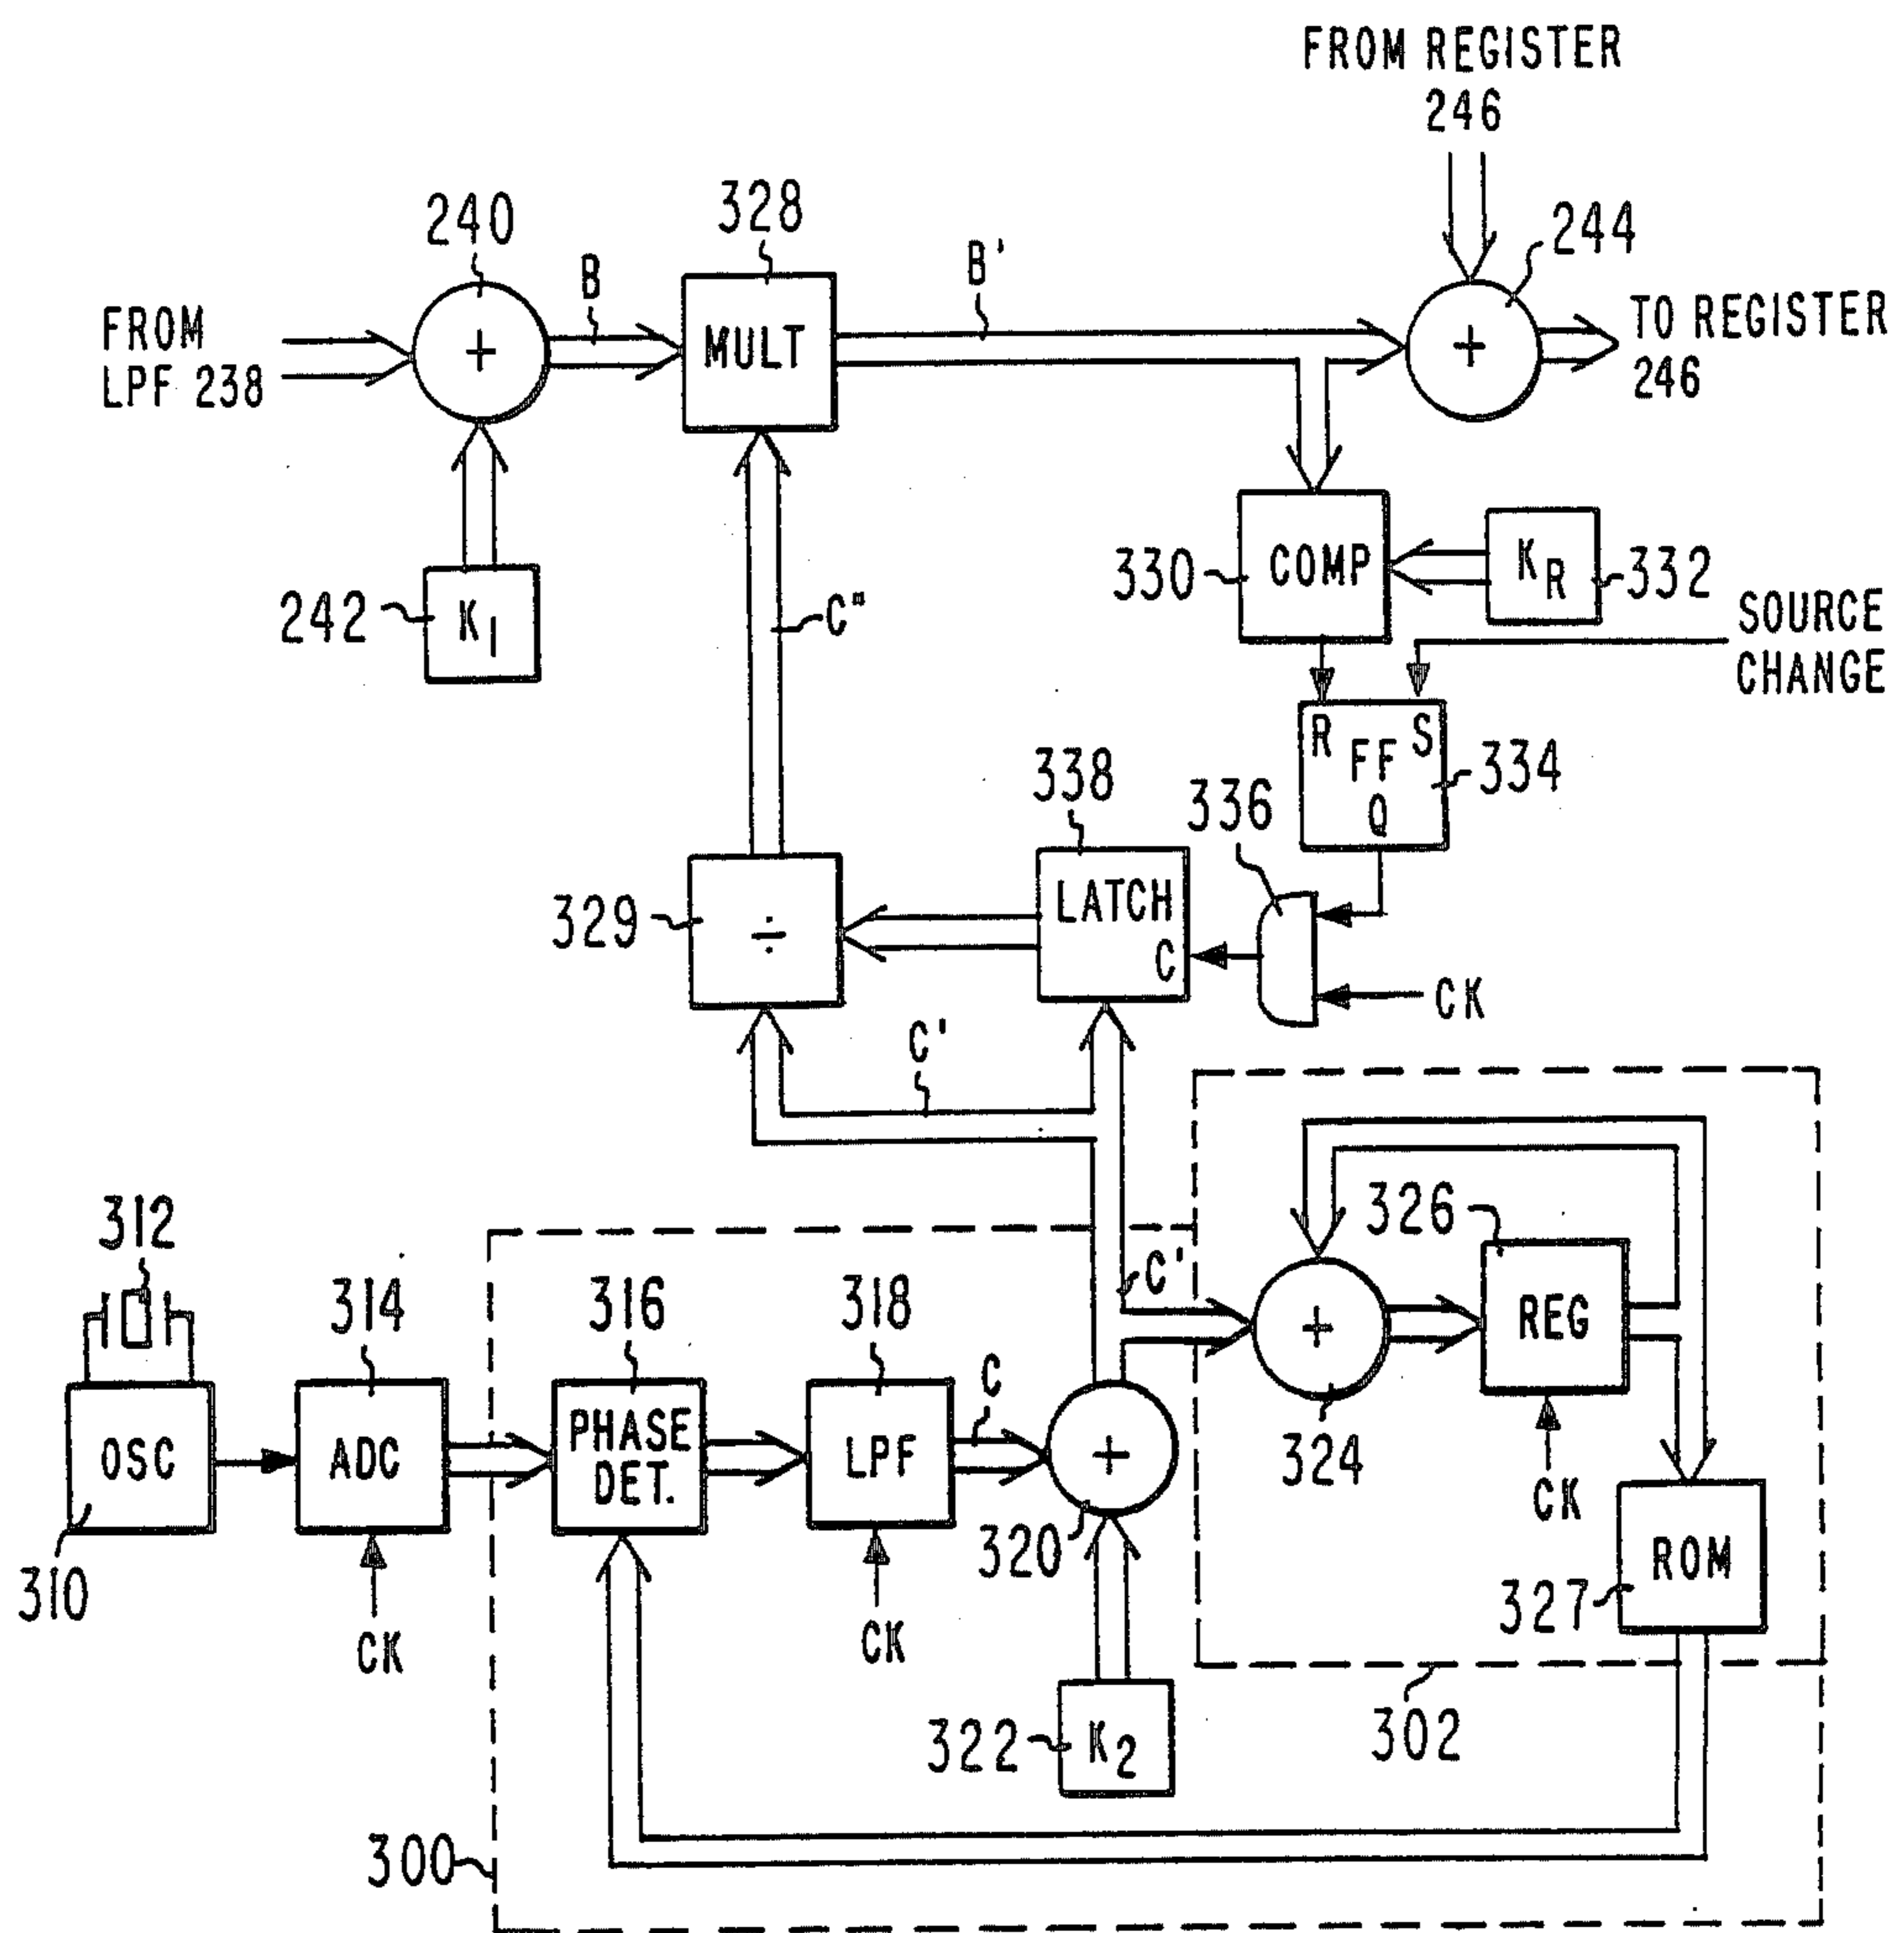 FROM REGISTER
246
240
328
B
B'
244
FROM
LPF 238
+
MULT
+
TO REGISTER
246
242
K1
C"
330
COMP
KR
332
SOURCE
CHANGE
R FF S
Q
334
338
336
329
÷
LATCH
C
CK
C'
312
314
316
318
C
C'
326
+
REG
324
CK
OSC
ADC
PHASE
DET.
LPF
+
320
310
CK
CK
327
ROM
322
K2
302
300